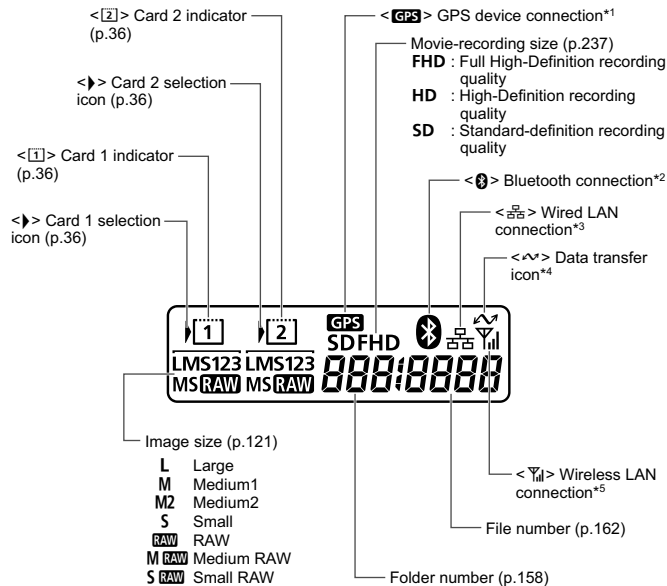 <2> Card 2 indicator
(p.36)
<GPS> GPS device connection*1
Movie-recording size (p.237)
FHD : Full High-Definition recording
quality
HD : High-Definition recording
quality
SD : Standard-definition recording
quality
< > Card 2 selection
icon (p.36)
<1> Card 1 indicator
(p.36)
< > Bluetooth connection*2
< > Wired LAN
connection*3
< > Card 1 selection
icon (p.36)
< > Data transfer
icon*4
1 2 GPS
SDFHD
LMS123 LMS123
MS RAW MS RAW 888:8888
Image size (p.121)
L Large
M Medium1
M2 Medium2
S Small
RAW RAW
M RAW Medium RAW
S RAW Small RAW
< > Wireless LAN
connection*5
File number (p.162)
Folder number (p.158)